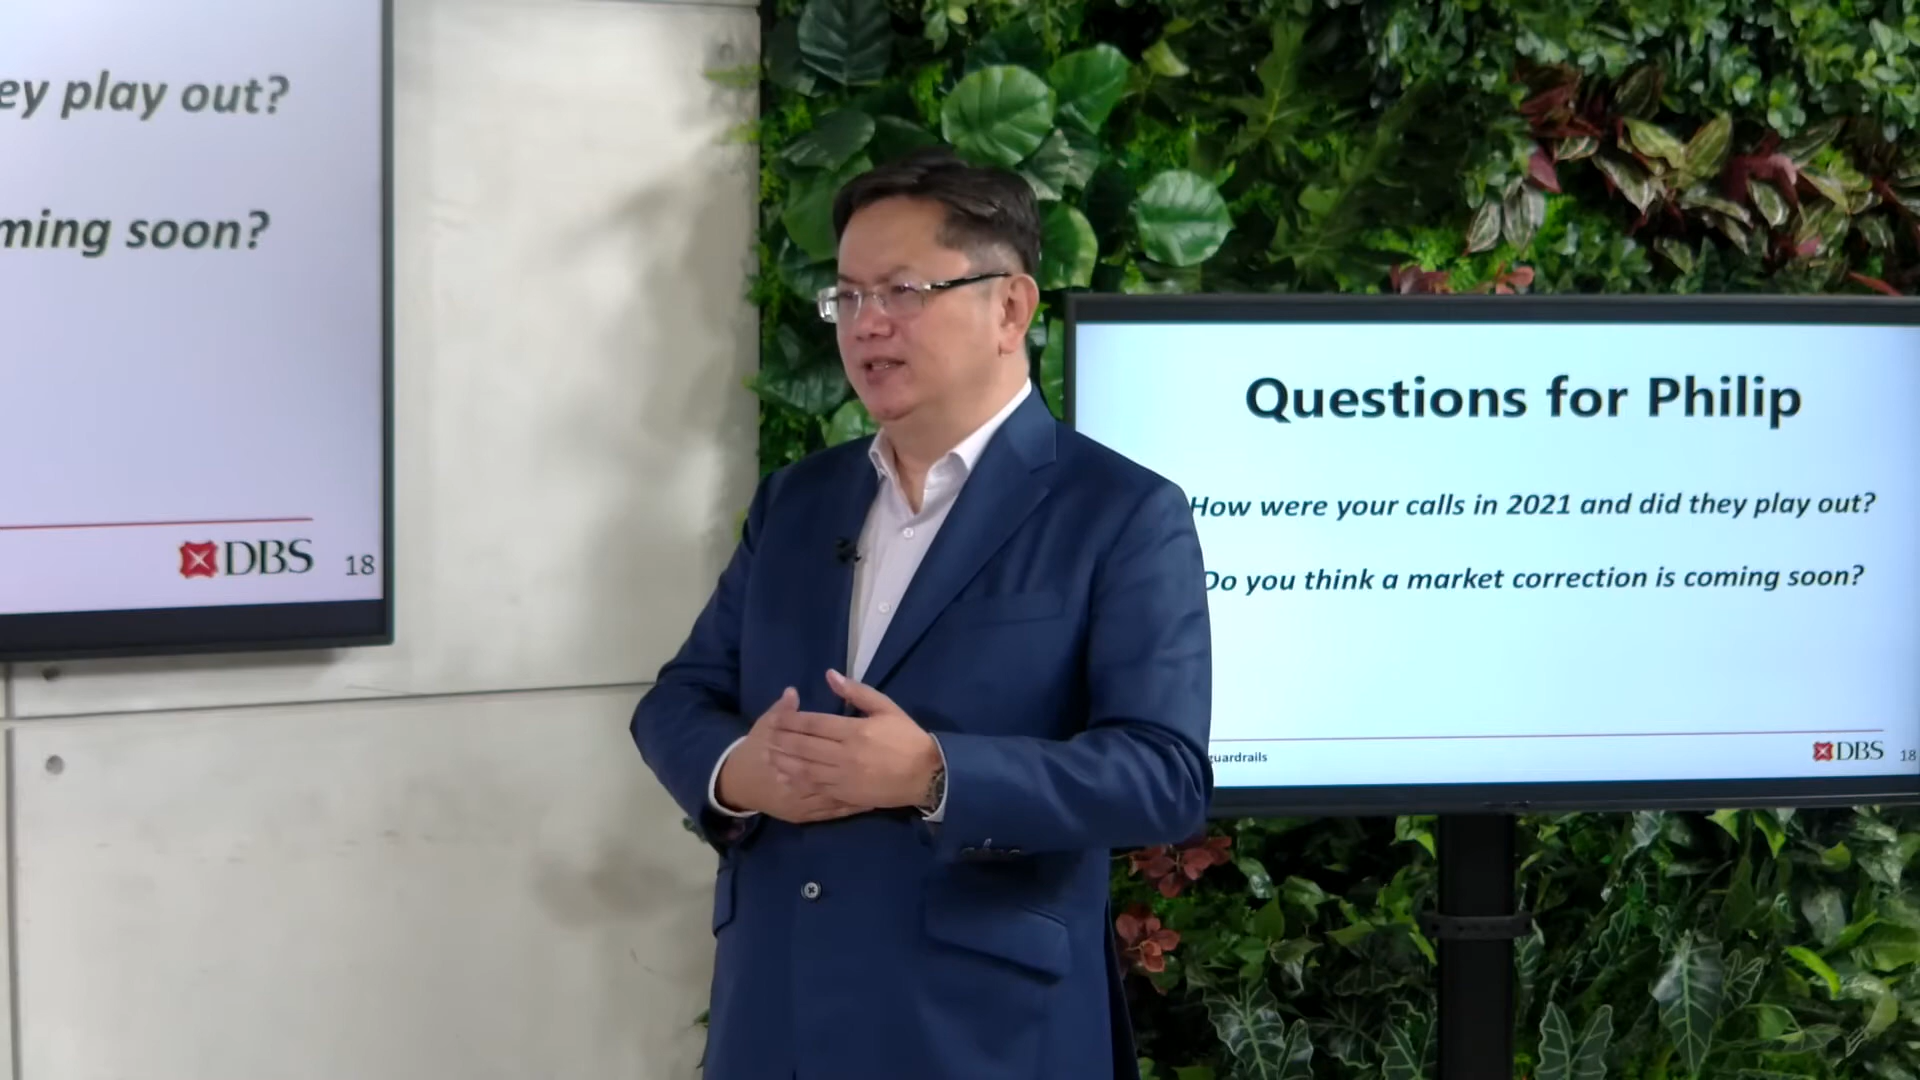 ey play out?
ming soon?
DBS 18
Questions for Philip
How were your calls in 2021 and did they play out?
Do you think a market correction is coming soon?
guardrails
DBS 18